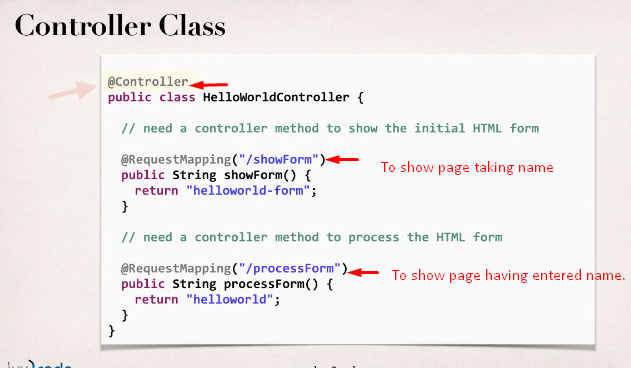 Controller Class
@Controller
public class HelloWorldController {
// need a controller method to show the initial HTML form
@RequestMapping("/showForm")
To show page taking name
public String showForm() {
return "helloworld-form";
}
// need a controller method to process the HTML form
@RequestMapping("/processForm")
To show page having entered name.
public String processForm() {
return "helloworld";
}
}